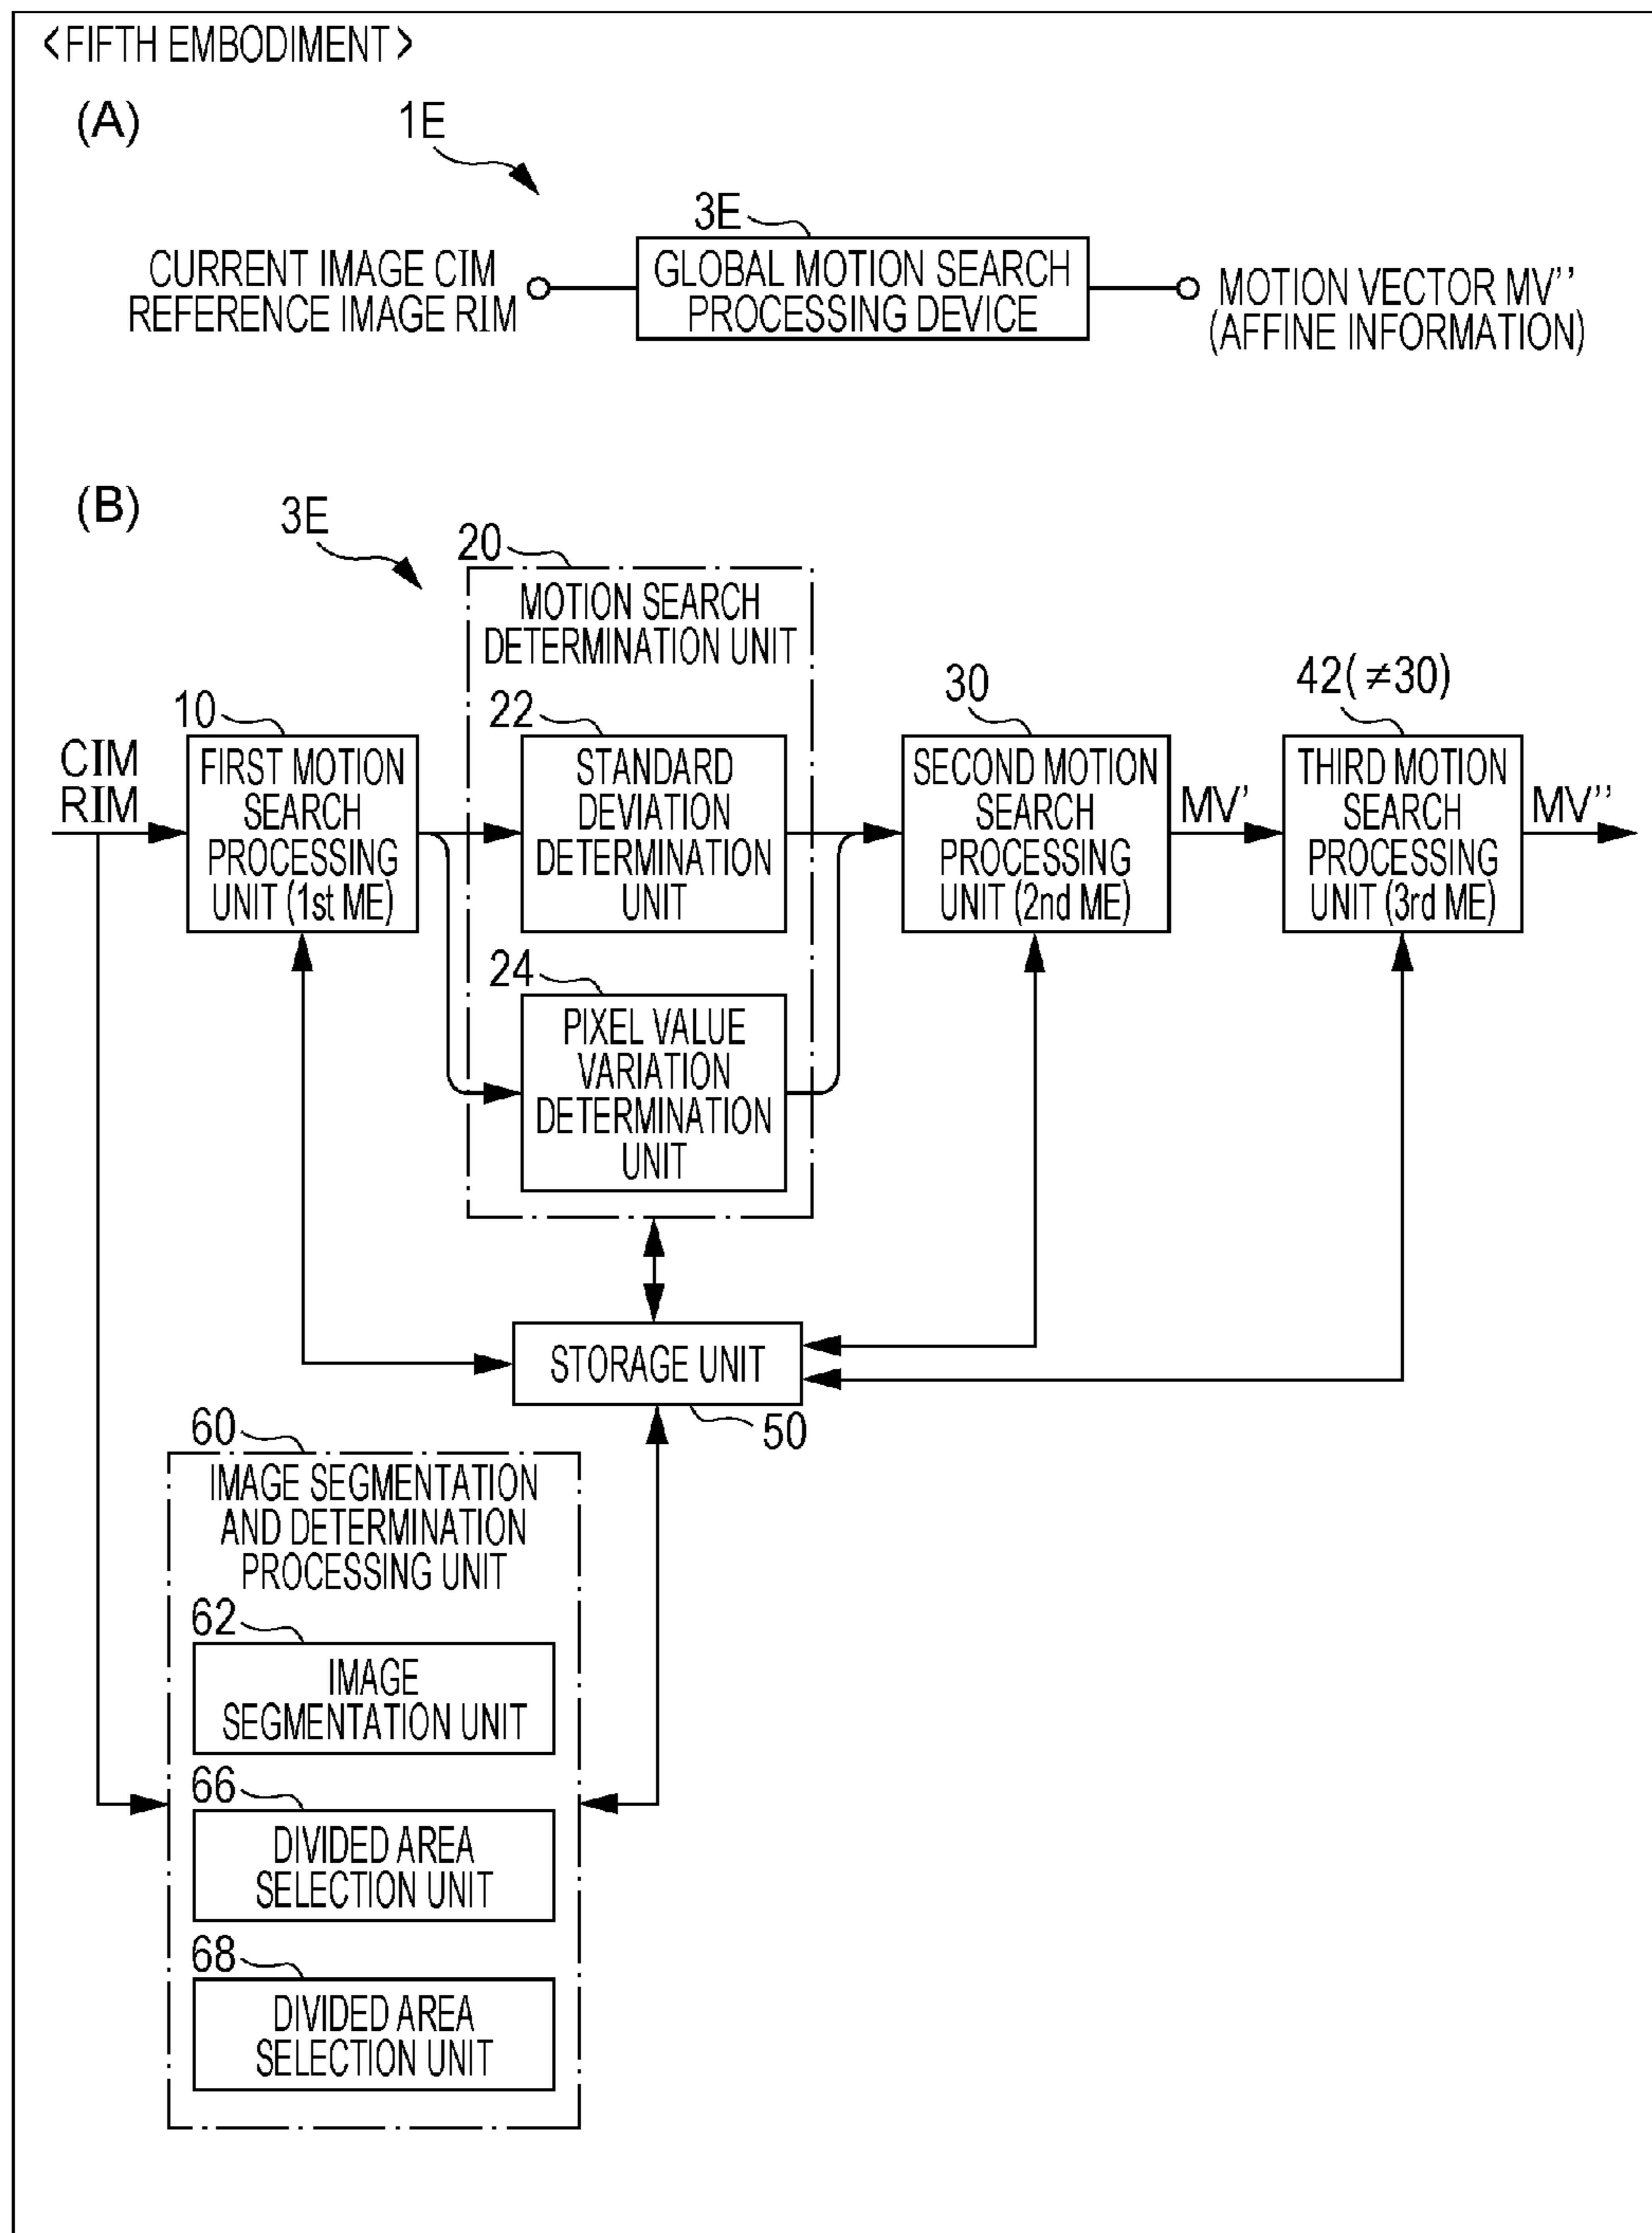 <FIFTH EMBODIMENT>
(A)
1E
3E
CURRENT IMAGE CIM
REFERENCE IMAGE RIM
GLOBAL MOTION SEARCH
PROCESSING DEVICE
MOTION VECTOR MV''
(AFFINE INFORMATION)
(B)
3E
20
MOTION SEARCH
DETERMINATION UNIT
CIM
RIM
10
FIRST MOTION
SEARCH
PROCESSING
UNIT (1st ME)
22
STANDARD
DEVIATION
DETERMINATION
UNIT
24
PIXEL VALUE
VARIATION
DETERMINATION
UNIT
30
SECOND MOTION
SEARCH
PROCESSING
UNIT (2nd ME)
MV'
42(≠30)
THIRD MOTION
SEARCH
PROCESSING
UNIT (3rd ME)
MV''
STORAGE UNIT
50
60
IMAGE SEGMENTATION
AND DETERMINATION
PROCESSING UNIT
62
IMAGE
SEGMENTATION UNIT
66
DIVIDED AREA
SELECTION UNIT
68
DIVIDED AREA
SELECTION UNIT